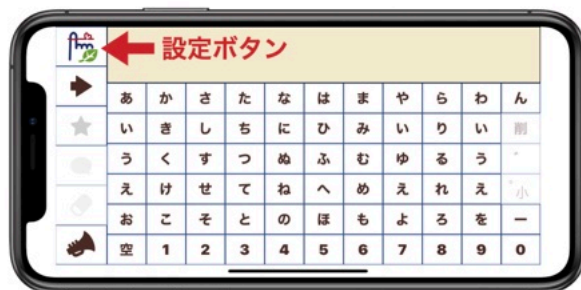 設定ボタン
あ か さ た な は ま や ら わ ん
い き し ち に ひ み い り い 削
う く す つ ぬ ふ む ゆ る う ゛
え け せ て ね へ め え れ え ゜小
お こ そ と の ほ も よ ろ を ー
空 1 2 3 4 5 6 7 8 9 0